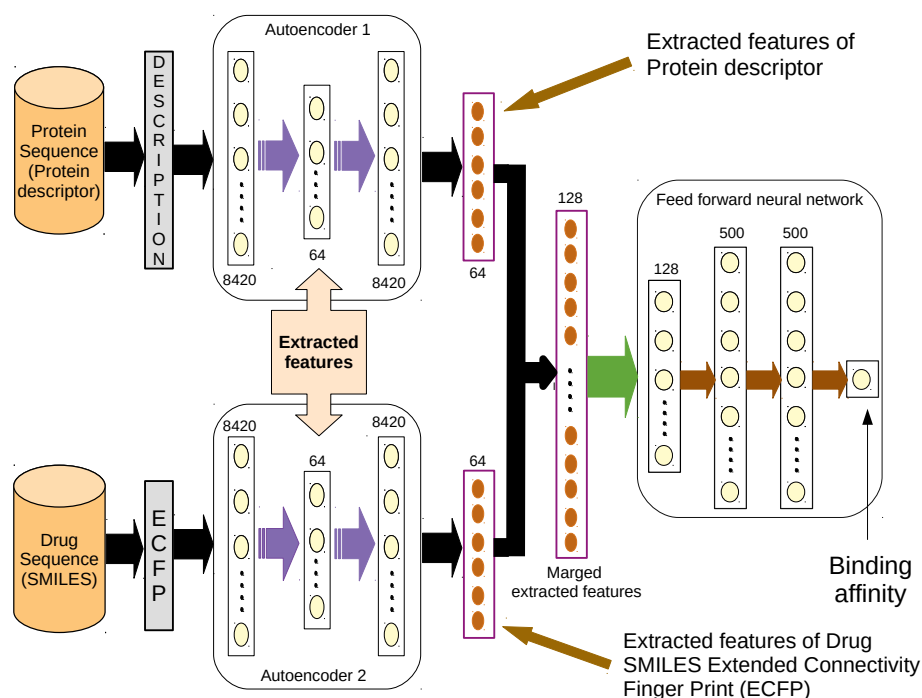 Autoencoder 1
Protein
Sequence
(Protein
descriptor)
DESCRIPTION
8420
64
8420
64
Extracted features of
Protein descriptor
Extracted
features
128
Marged
extracted features
Feed forward neural network
128
500
500
Binding
affinity
Drug
Sequence
(SMILES)
ECFP
8420
64
8420
Autoencoder 2
64
Extracted features of Drug
SMILES Extended Connectivity
Finger Print (ECFP)